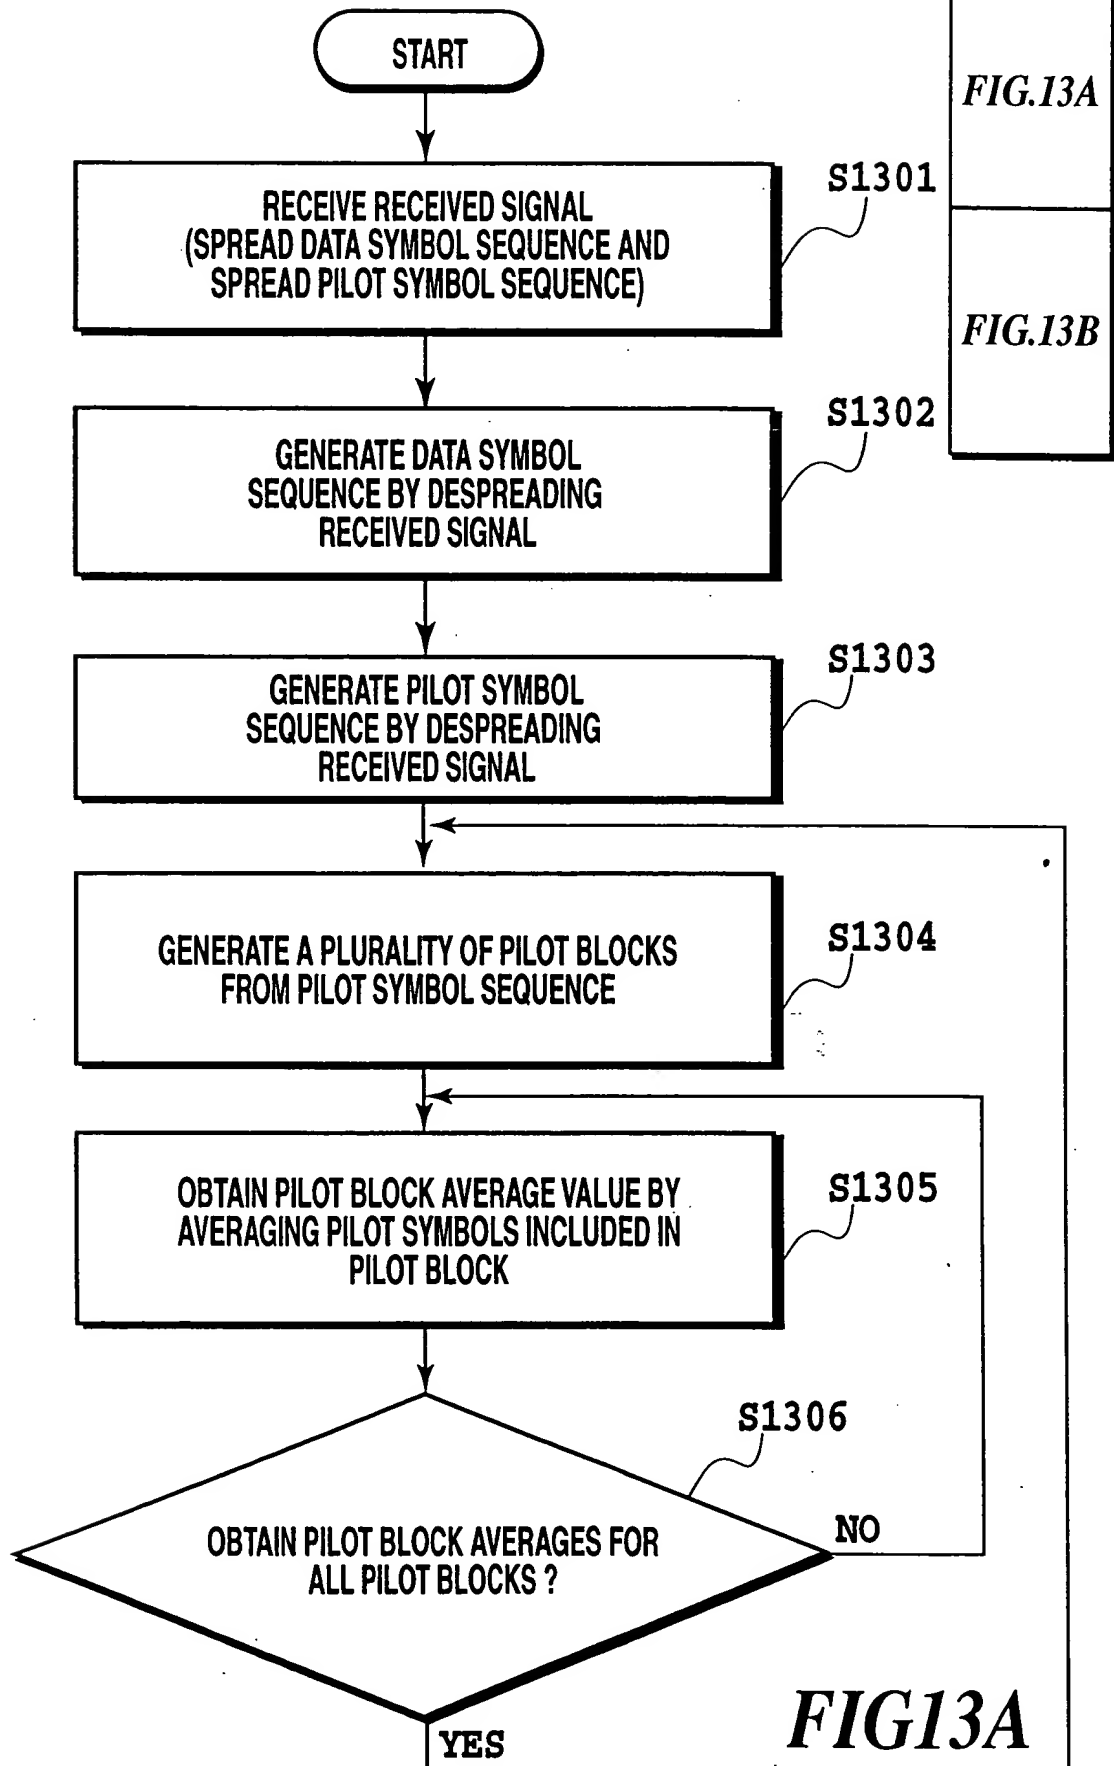 START
FIG.13A
FIG.13B
S1301
RECEIVE RECEIVED SIGNAL
(SPREAD DATA SYMBOL SEQUENCE AND
SPREAD PILOT SYMBOL SEQUENCE)
S1302
GENERATE DATA SYMBOL
SEQUENCE BY DESPREADING
RECEIVED SIGNAL
S1303
GENERATE PILOT SYMBOL
SEQUENCE BY DESPREADING
RECEIVED SIGNAL
S1304
GENERATE A PLURALITY OF PILOT BLOCKS
FROM PILOT SYMBOL SEQUENCE
S1305
OBTAIN PILOT BLOCK AVERAGE VALUE BY
AVERAGING PILOT SYMBOLS INCLUDED IN
PILOT BLOCK
S1306
OBTAIN PILOT BLOCK AVERAGES FOR
ALL PILOT BLOCKS ?
NO
YES
FIG13A